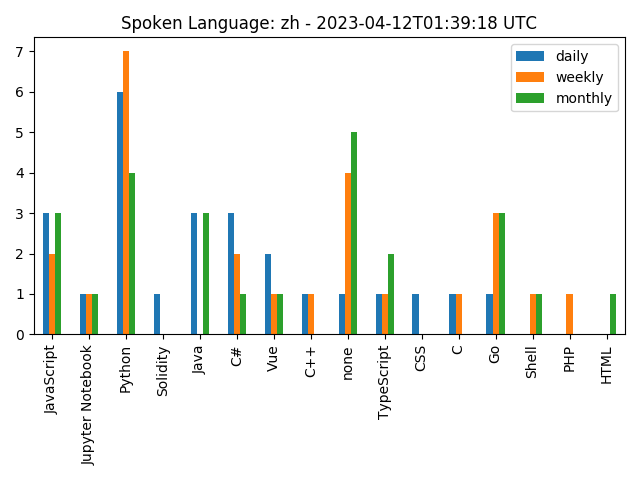 Spoken Language: zh - 2023-04-12T01:39:18 UTC
daily
weekly
monthly
7
6
5
4
3
2
1
0
JavaScript
Jupyter Notebook
Python
Solidity
Java
C#
Vue
C++
none
TypeScript
CSS
C
Go
Shell
PHP
HTML